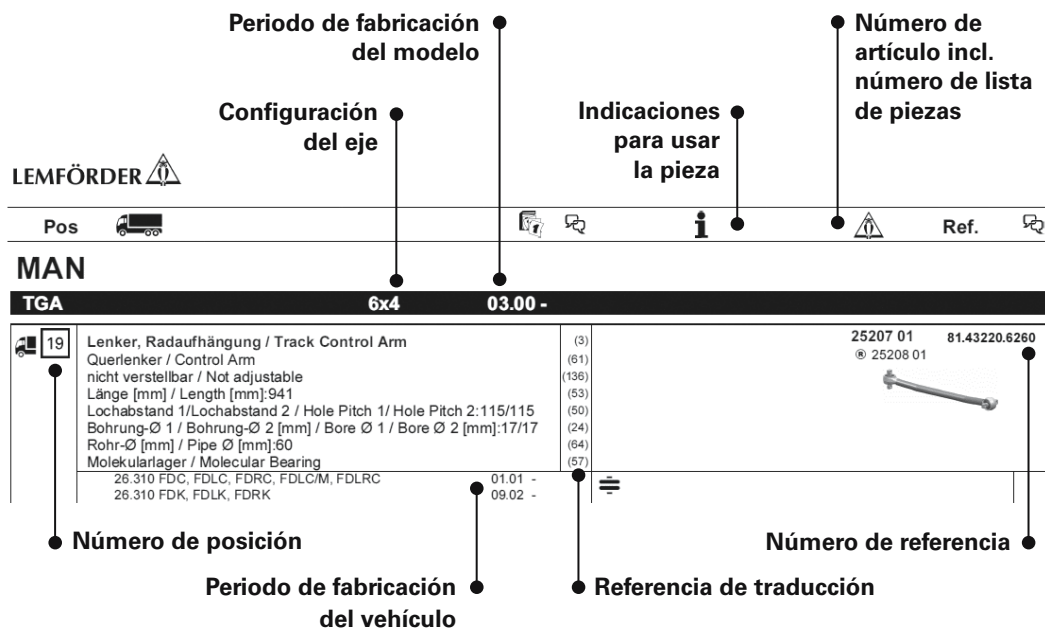 Periodo de fabricación
del modelo
Número de
artículo incl.
número de lista
de piezas
Configuración
del eje
Indicaciones
para usar
la pieza
LEMFÖRDER
Pos
Ref.
MAN
TGA 6x4 03.00 -
19
Lenker, Radaufhängung / Track Control Arm (3)
Querlenker / Control Arm (61)
nicht verstellbar / Not adjustable (136)
Länge [mm] / Length [mm]:941 (53)
Lochabstand 1/Lochabstand 2 / Hole Pitch 1/ Hole Pitch 2:115/115 (50)
Bohrung-Ø 1 / Bohrung-Ø 2 [mm] / Bore Ø 1 / Bore Ø 2 [mm]:17/17 (24)
Rohr-Ø [mm] / Pipe Ø [mm]:60 (64)
Molekularlager / Molecular Bearing (57)
25207 01 81.43220.6260
® 25208 01
26.310 FDC, FDLC, FDRC, FDLC/M, FDLRC 01.01 -
26.310 FDK, FDLK, FDRK 09.02 -
Número de posición
Número de referencia
Periodo de fabricación
del vehículo
Referencia de traducción